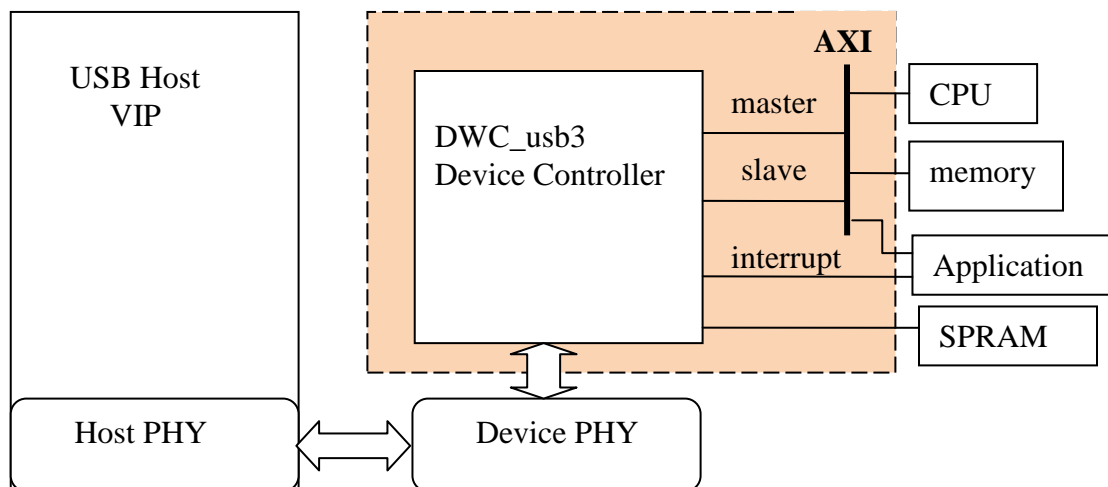 USB Host
VIP
AXI
DWC_usb3
Device Controller
master
slave
interrupt
CPU
memory
Application
SPRAM
Host PHY
Device PHY